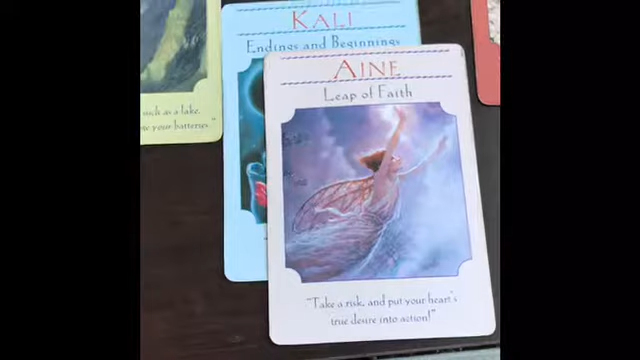 such as a lake,
your batteries."
KALI
Endings and Beginnings
AINE
Leap of Faith
"Take a risk, and put your heart's
true desire into action!"